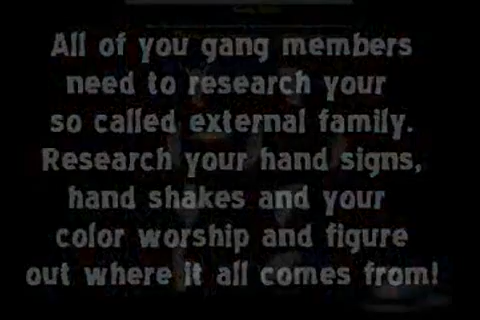 All of you gang members
need to research your
so called external family.
Research your hand signs,
hand shakes and your
color worship and figure
out where it all comes from!